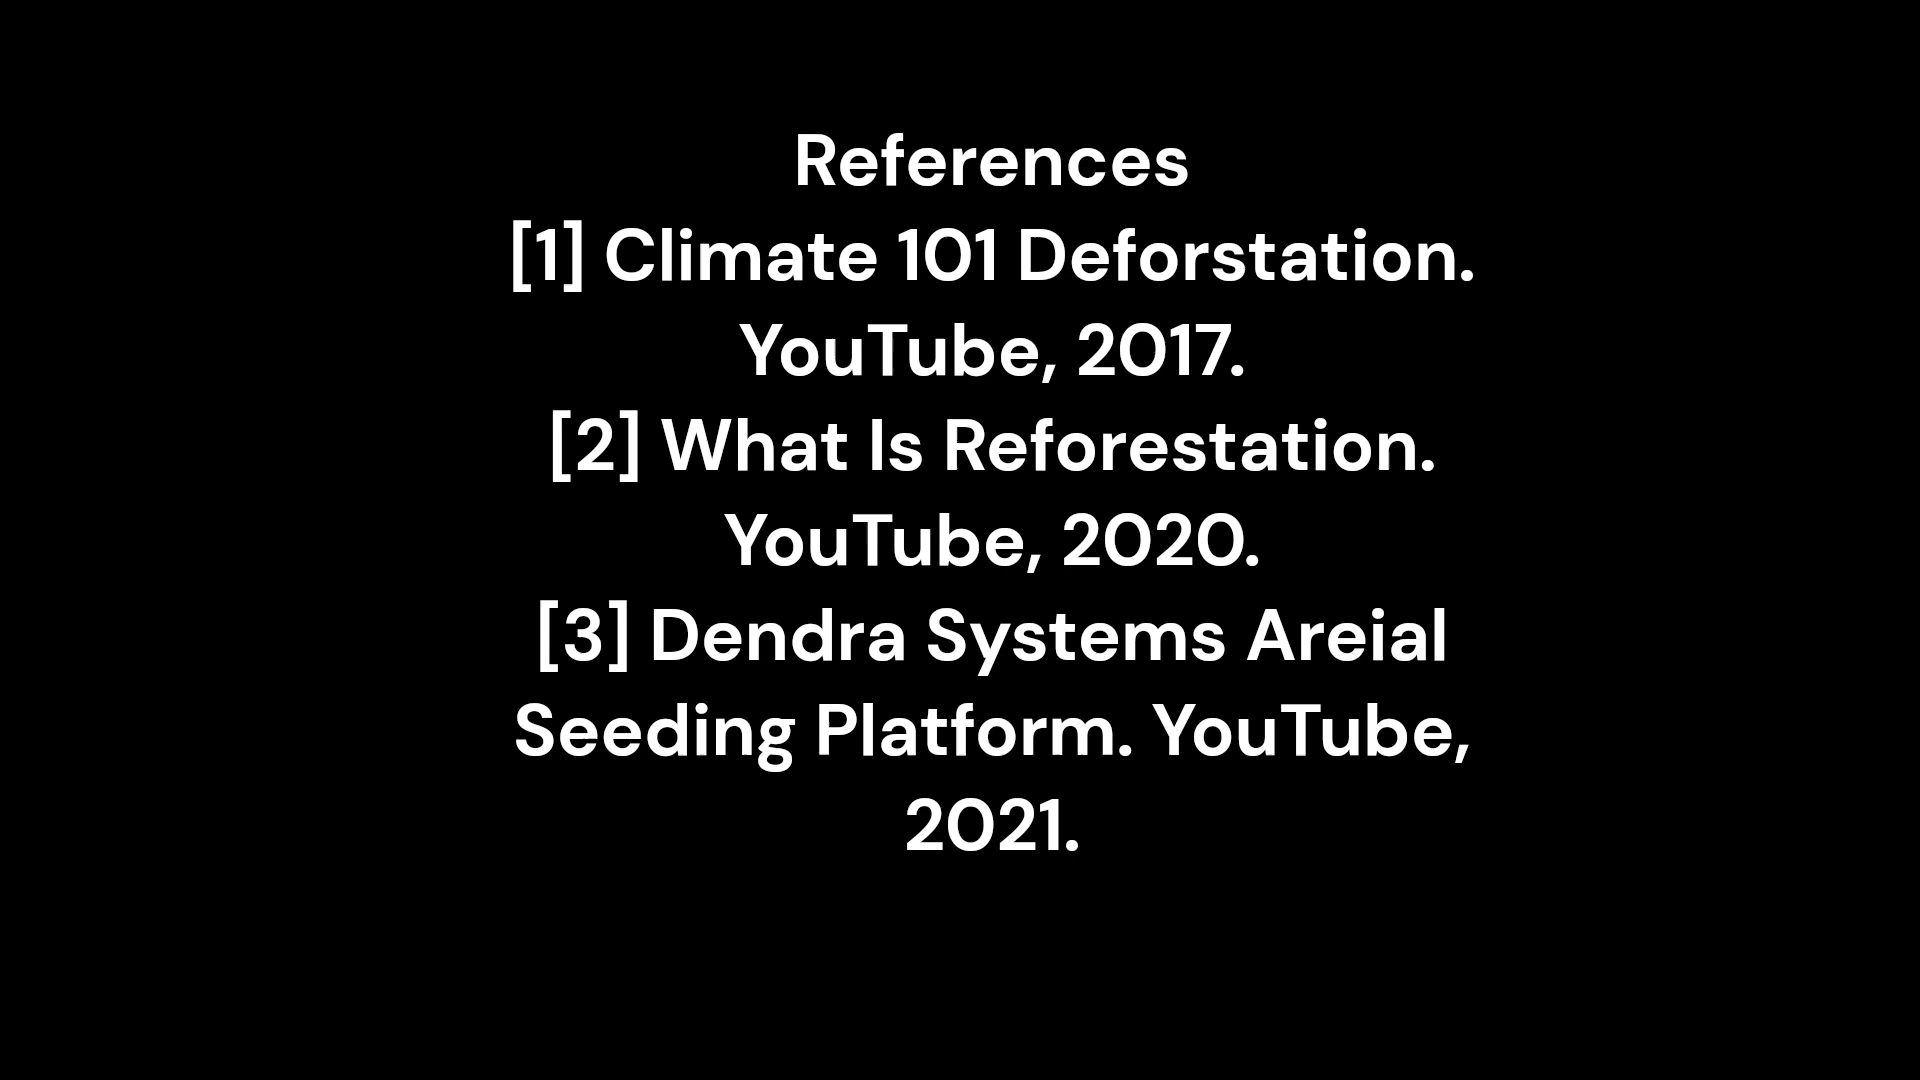 References
[1] Climate 101 Deforstation.
YouTube, 2017.
[2] What Is Reforestation.
YouTube, 2020.
[3] Dendra Systems Areial
Seeding Platform. YouTube,
2021.